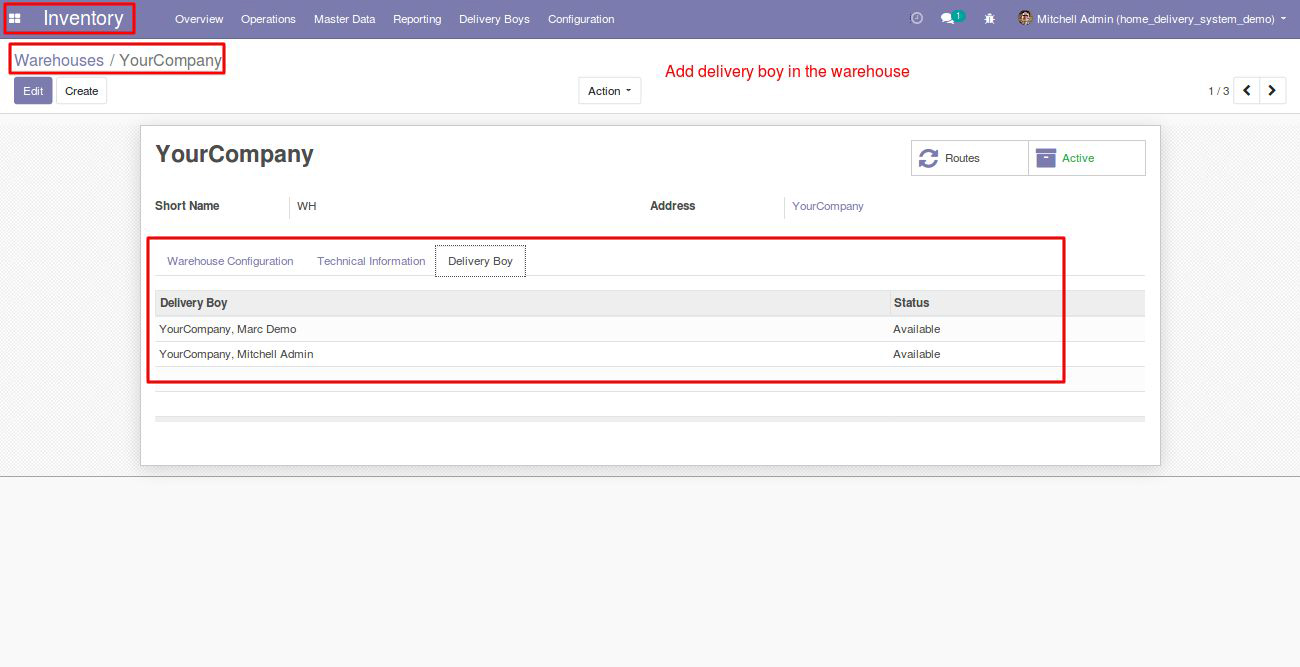 Inventory Overview Operations Master Data Reporting Delivery Boys Configuration 1 Mitchell Admin (home_delivery_system_demo)
Warehouses / YourCompany
Add delivery boy in the warehouse
Edit Create Action 1 / 3
YourCompany
Routes Active
Short Name WH Address YourCompany
Warehouse Configuration Technical Information Delivery Boy
Delivery Boy Status
YourCompany, Marc Demo Available
YourCompany, Mitchell Admin Available